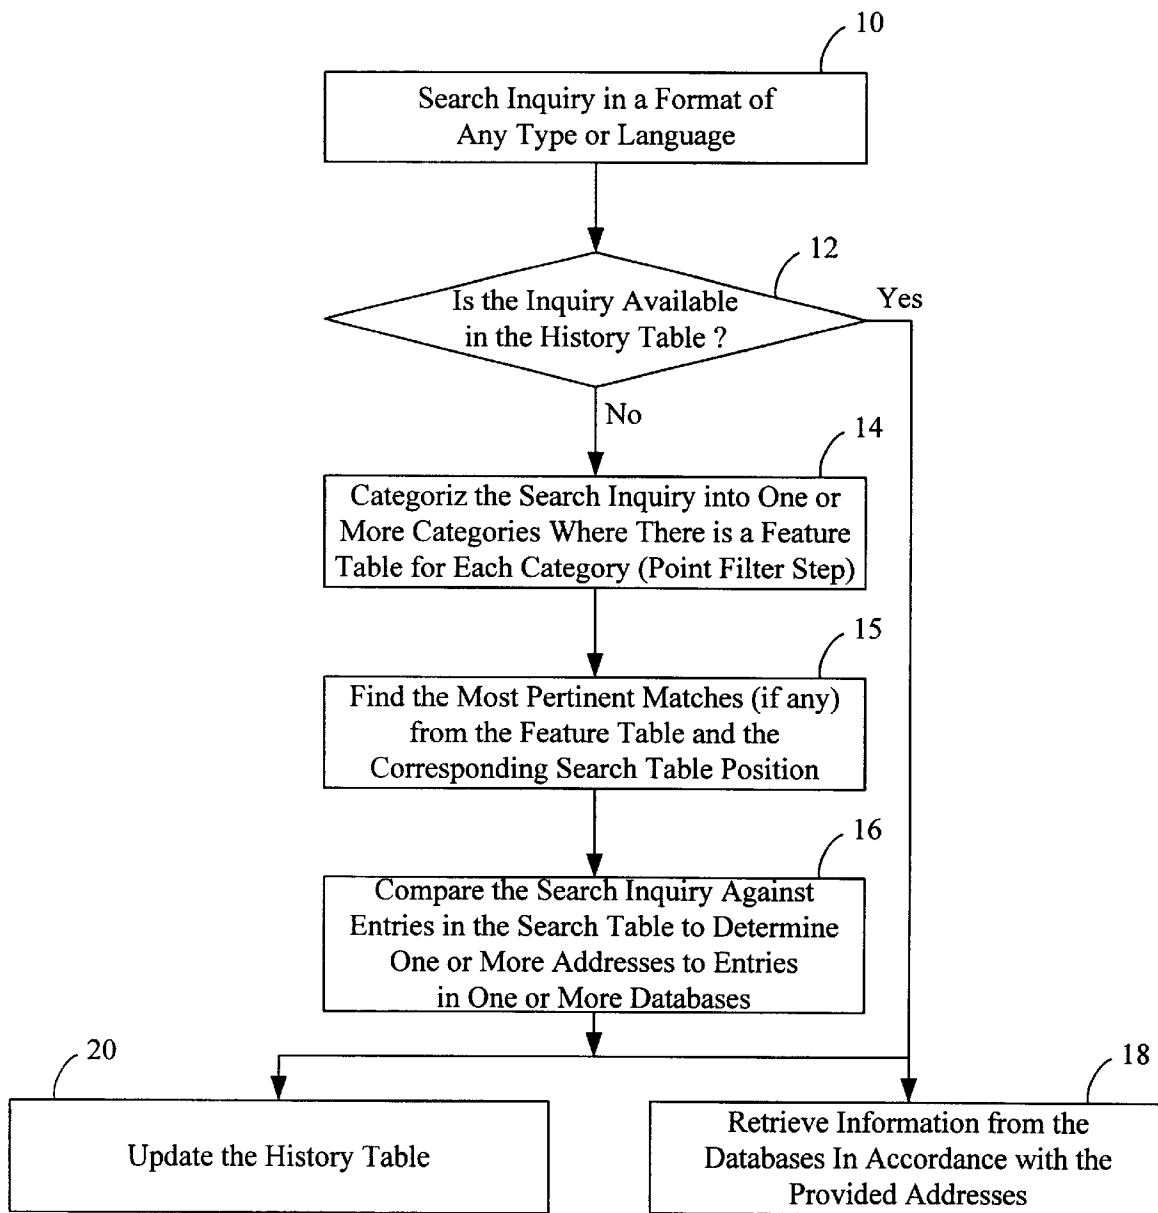 10
Search Inquiry in a Format of
Any Type or Language
12
Is the Inquiry Available
in the History Table ?
Yes
No
14
Categoriz the Search Inquiry into One or
More Categories Where There is a Feature
Table for Each Category (Point Filter Step)
15
Find the Most Pertinent Matches (if any)
from the Feature Table and the
Corresponding Search Table Position
16
Compare the Search Inquiry Against
Entries in the Search Table to Determine
One or More Addresses to Entries
in One or More Databases
20
Update the History Table
18
Retrieve Information from the
Databases In Accordance with the
Provided Addresses